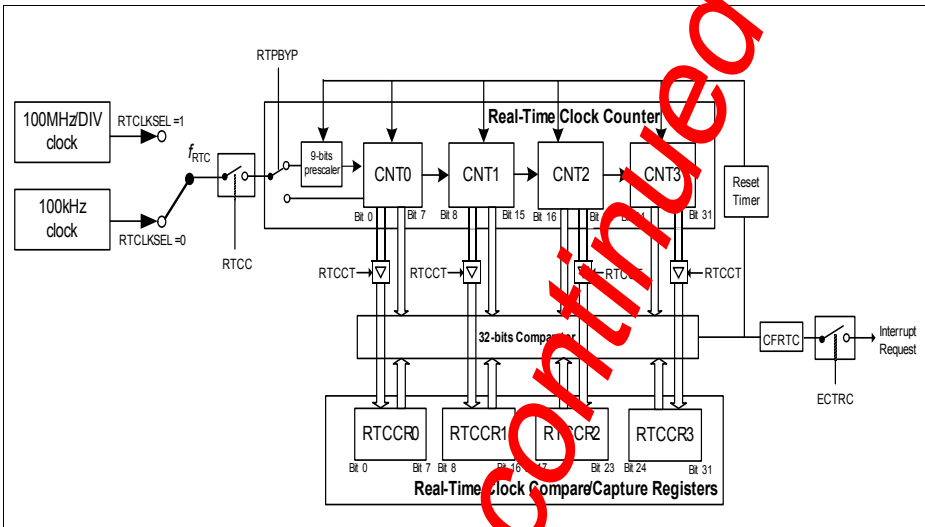 RTPBYP
100MHz/DIV
clock
RTCLKSEL =1
fRTC
100kHz
clock
RTCLKSEL=0
RTCC
Real-Time Clock Counter
9-bits
prescaler
CNT0
CNT1
CNT2
CNT3
Bit 0
Bit 7
Bit 8
Bit 15
Bit 16
Bit
Bit 31
Reset
Timer
RTCCT
RTCCT
RTCCT
32-bits
CFRTC
Interrupt
Request
ECTRC
RTCCR0
RTCCR1
RTCCR2
RTCCR3
Bit 0
Bit 7
Bit 8
Bit 16
Bit 23
Bit 24
Bit 31
Real-Time Clock Compare/Capture Registers
continued